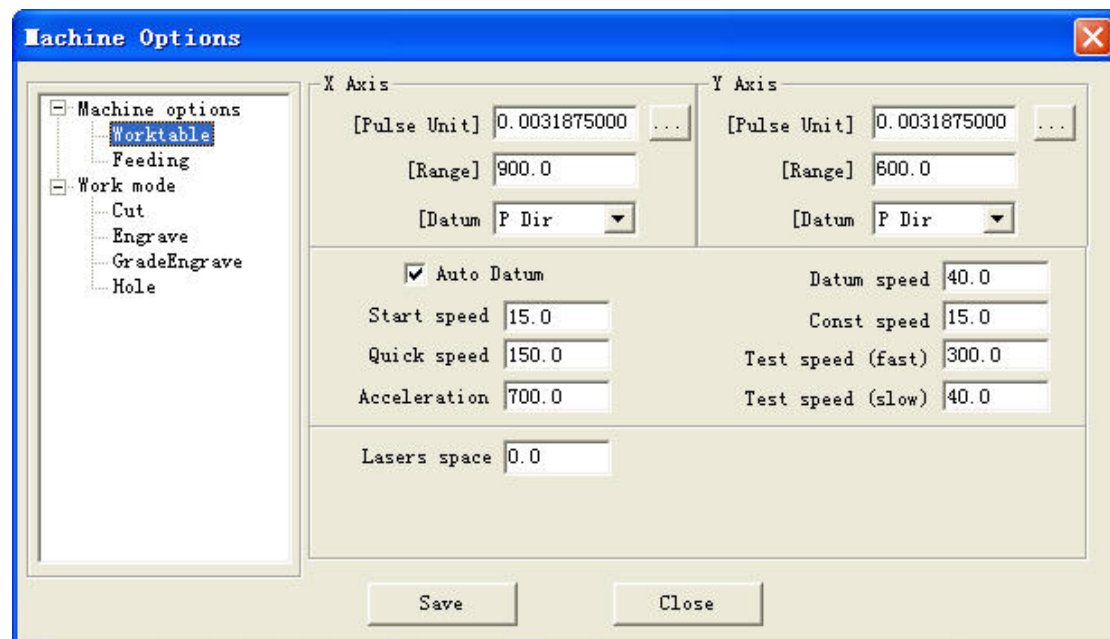 Machine Options
Machine options
Worktable
Feeding
Work mode
Cut
Engrave
GradeEngrave
Hole
X Axis
[Pulse Unit] 0.0031875000 ...
[Range] 900.0
[Datum P Dir
Y Axis
[Pulse Unit] 0.0031875000 ...
[Range] 600.0
[Datum P Dir
Auto Datum
Start speed 15.0
Quick speed 150.0
Acceleration 700.0
Datum speed 40.0
Const speed 15.0
Test speed (fast) 300.0
Test speed (slow) 40.0
Lasers space 0.0
Save
Close